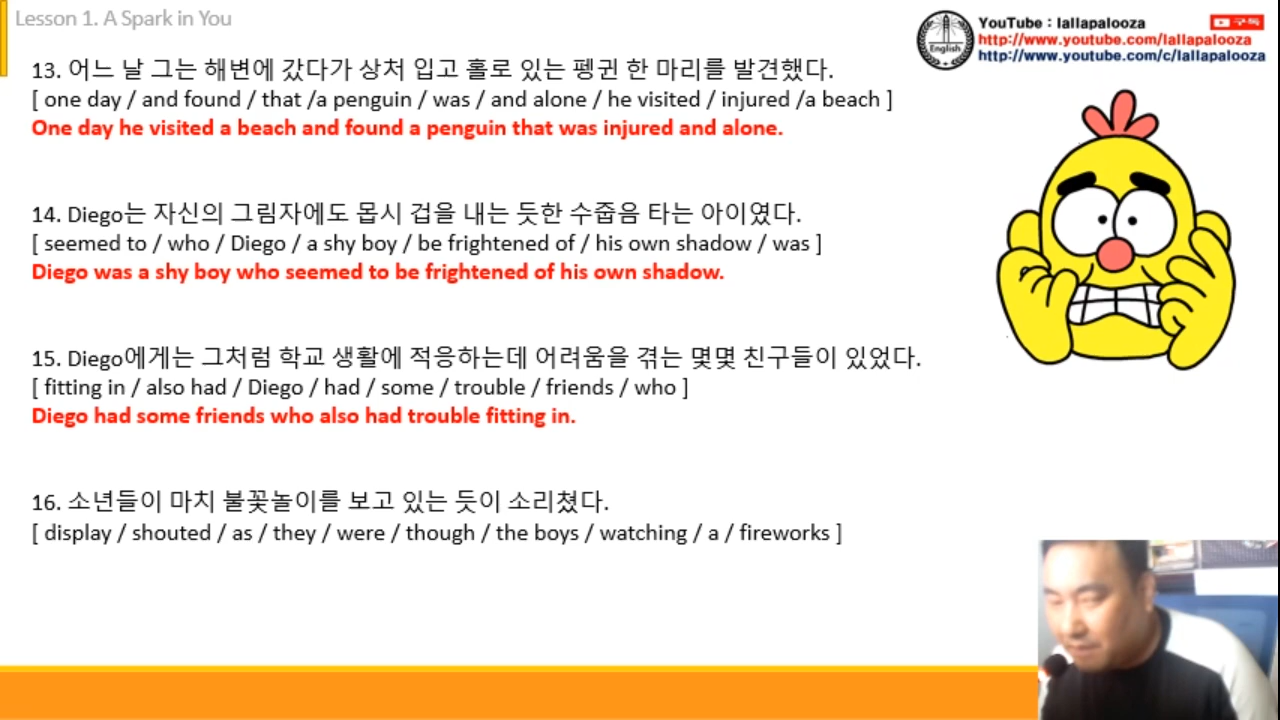 Lesson 1. A Spark in You
English
YouTube : lallapalooza
구독
http://www.youtube.com/lallapalooza
http://www.youtube.com/c/lallapalooza
13. 어느 날 그는 해변에 갔다가 상처 입고 홀로 있는 펭귄 한 마리를 발견했다.
[ one day / and found / that /a penguin / was / and alone / he visited / injured /a beach ]
One day he visited a beach and found a penguin that was injured and alone.
14. Diego는 자신의 그림자에도 몹시 겁을 내는 듯한 수줍음 타는 아이였다.
[ seemed to / who / Diego / a shy boy / be frightened of / his own shadow / was ]
Diego was a shy boy who seemed to be frightened of his own shadow.
15. Diego에게는 그처럼 학교 생활에 적응하는데 어려움을 겪는 몇몇 친구들이 있었다.
[ fitting in / also had / Diego / had / some / trouble / friends / who ]
Diego had some friends who also had trouble fitting in.
16. 소년들이 마치 불꽃놀이를 보고 있는 듯이 소리쳤다.
[ display / shouted / as / they / were / though / the boys / watching / a / fireworks ]